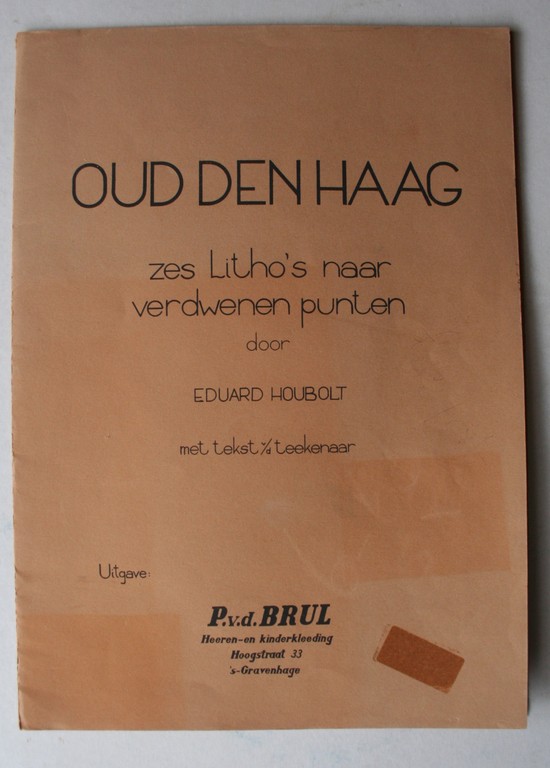 OUD DEN HAAG
zes Litho's naar
verdwenen punten
door
EDUARD HOUBOLT
met tekst v/d teekenaar
Uitgave:
P.v.d. BRUL
Heeren-en kinderkleeding
Hoogstraat 33
's-Gravenhage